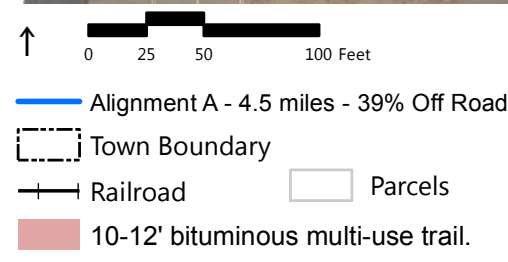 0 25 50 100 Feet
Alignment A - 4.5 miles - 39% Off Road
Town Boundary
Railroad Parcels
10-12' bituminous multi-use trail.